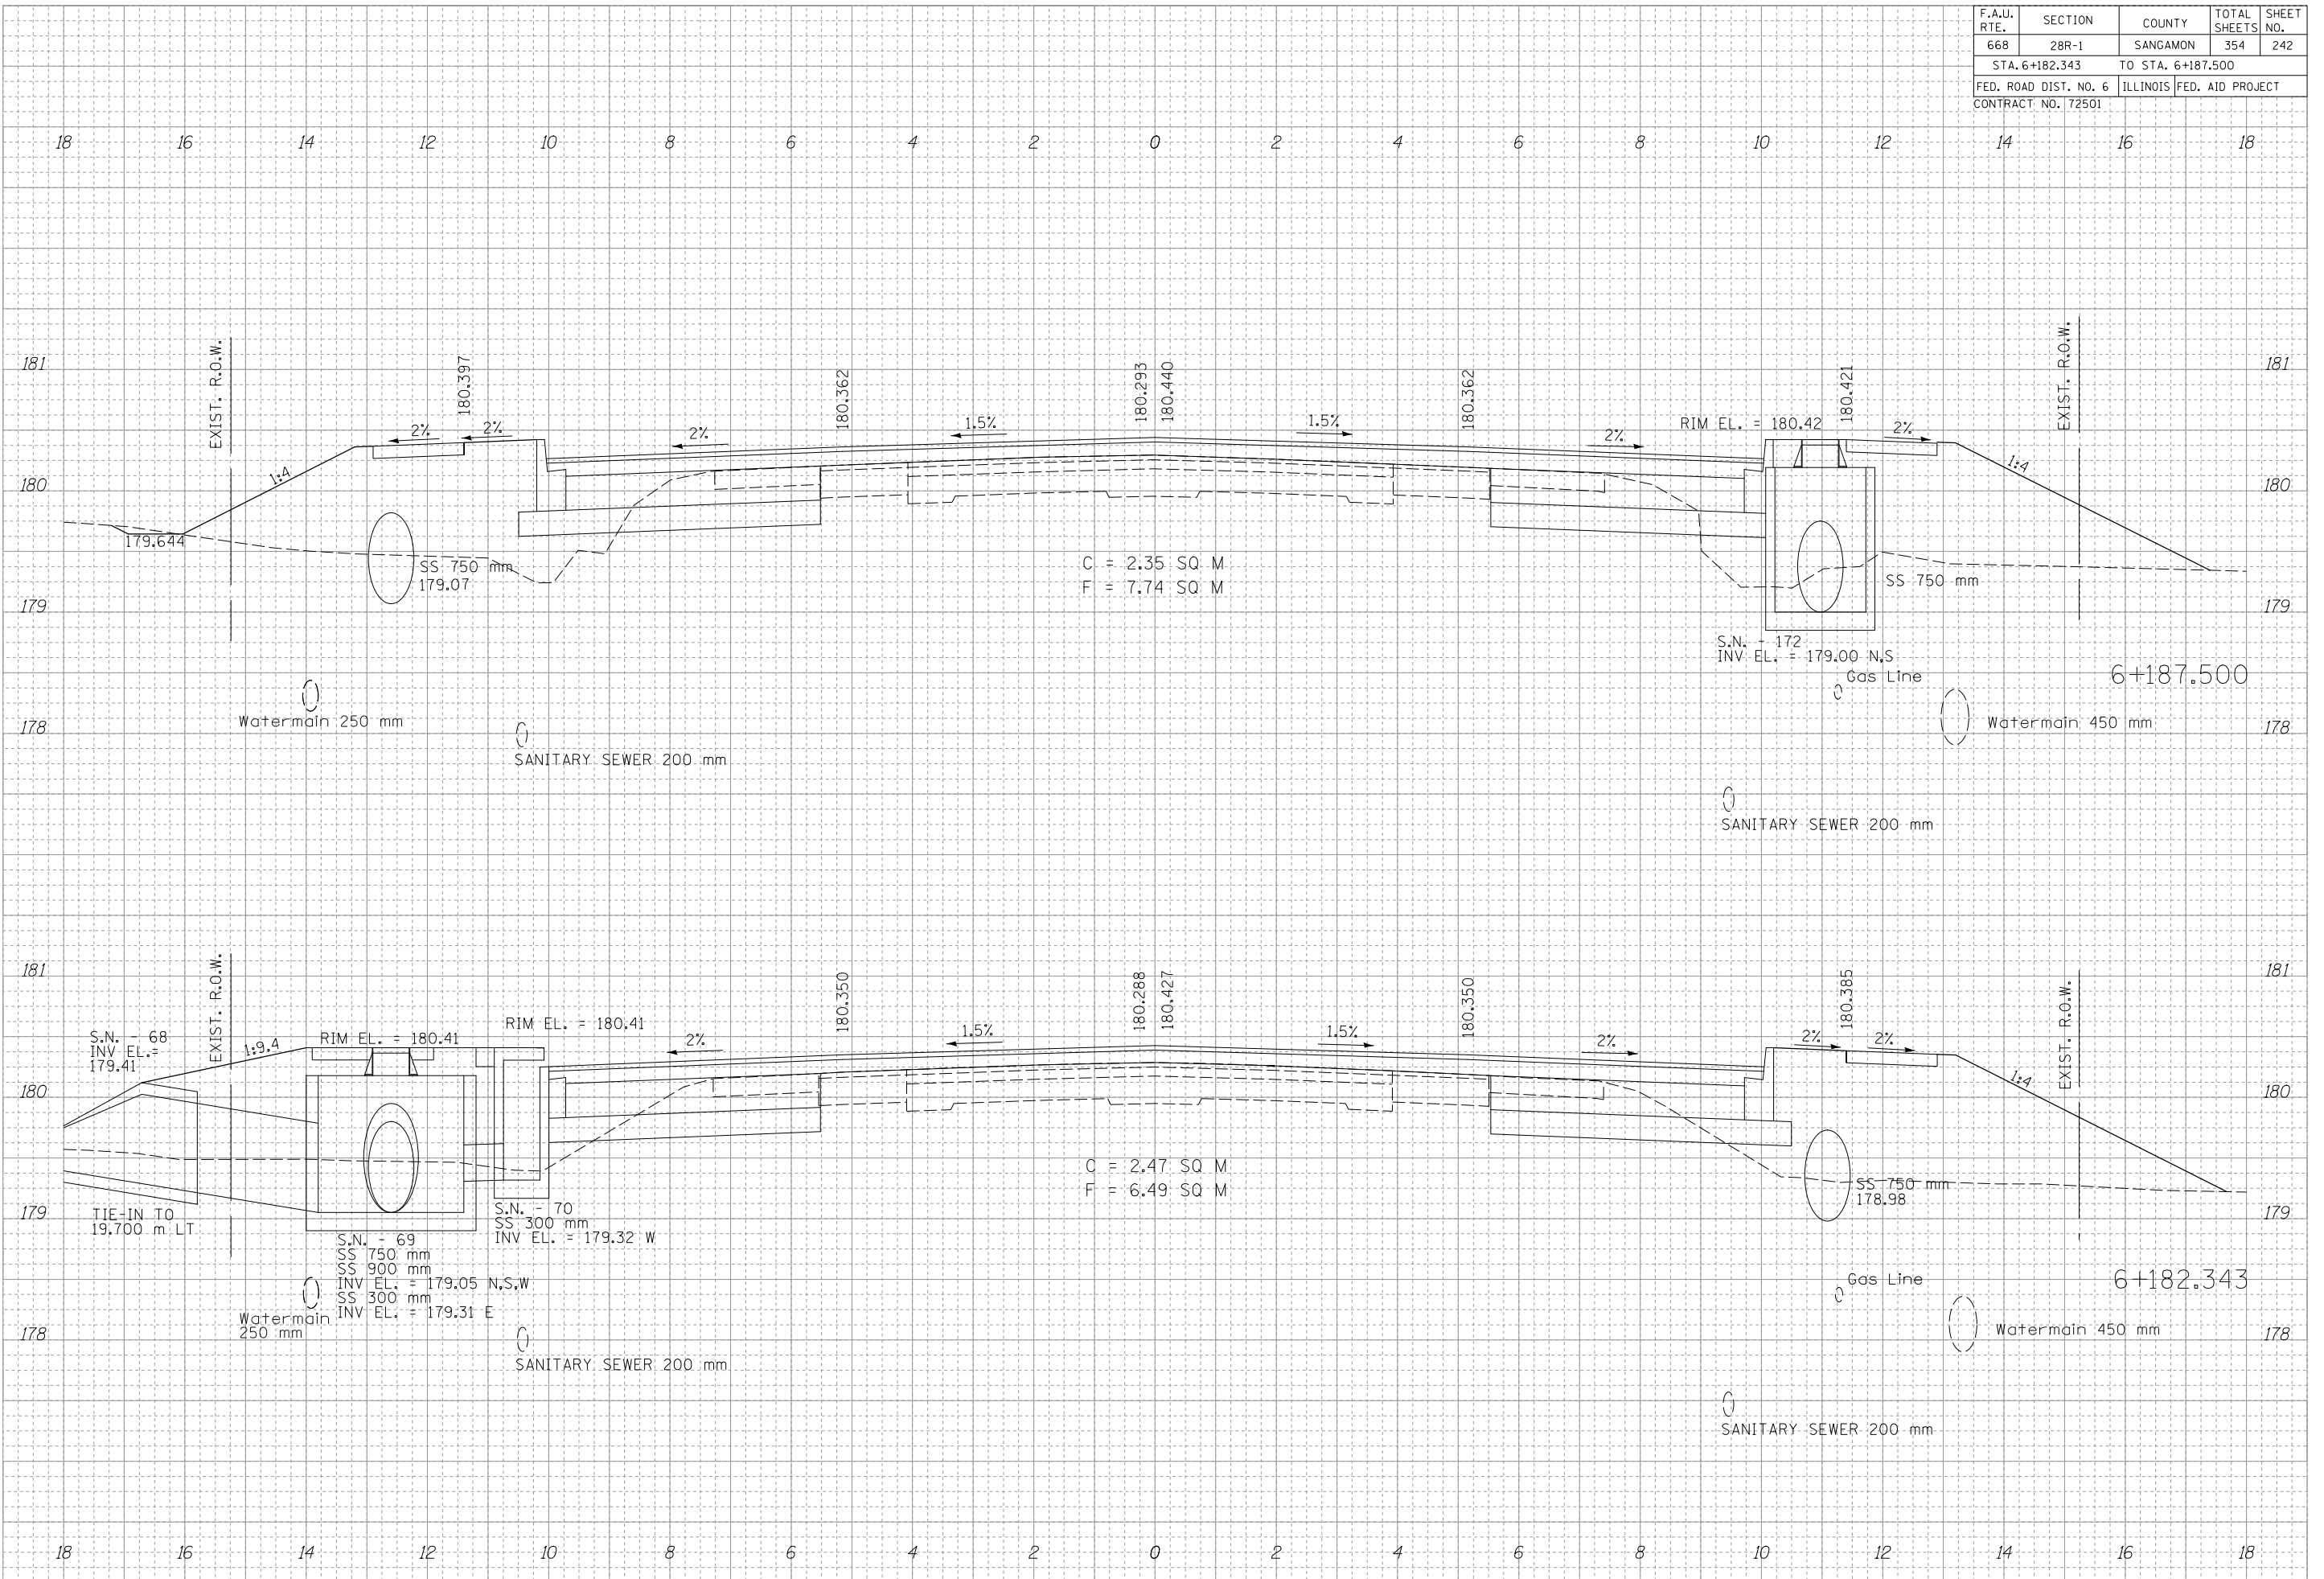 F.A.U. RTE. SECTION COUNTY TOTAL SHEETS SHEET NO.
668 28R-1 SANGAMON 354 242
STA. 6+182.343 TO STA. 6+187.500
FED. ROAD DIST. NO. 6 ILLINOIS FED. AID PROJECT
CONTRACT NO. 72501
18 16 14 12 10 8 6 4 2 0 2 4 6 8 10 12 14 16 18
181 181
180 180
179 179
178 178
EXIST. R.O.W.
180.397
180.362
180.293
180.440
180.362
180.421
EXIST. R.O.W.
RIM EL. = 180.42
1:4
2%
2%
2%
1.5%
1.5%
2%
2%
1:4
179.644
SS 750 mm
179.07
C = 2.35 SQ M
F = 7.74 SQ M
SS 750 mm
S.N. - 172
INV EL. = 179.00 N,S
Gas Line
6+187.500
Watermain 250 mm
Watermain 450 mm
SANITARY SEWER 200 mm
SANITARY SEWER 200 mm
181 181
180 180
179 179
178 178
EXIST. R.O.W.
180.350
180.288
180.427
180.350
180.385
EXIST. R.O.W.
S.N. - 68
INV EL.=
179.41
1:9.4
RIM EL. = 180.41
RIM EL. = 180.41
2%
1.5%
1.5%
2%
2%
2%
1:4
TIE-IN TO
19.700 m LT
C = 2.47 SQ M
F = 6.49 SQ M
SS 750 mm
178.98
S.N. - 70
SS 300 mm
INV EL. = 179.32 W
S.N. - 69
SS 750 mm
SS 900 mm
INV EL. = 179.05 N,S,W
SS 300 mm
INV EL. = 179.31 E
Gas Line
6+182.343
Watermain
250 mm
Watermain 450 mm
SANITARY SEWER 200 mm
SANITARY SEWER 200 mm
18 16 14 12 10 8 6 4 2 0 2 4 6 8 10 12 14 16 18